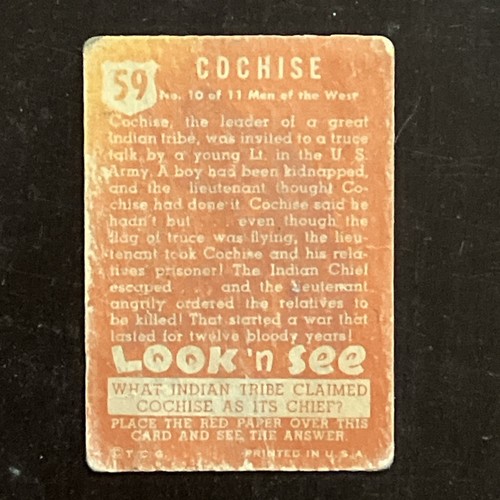 59
COCHISE
No. 10 of 11 Men of the West
Cochise, the leader of a great
Indian tribe, was invited to a truce
talk by a young Lt. in the U. S.
Army. A boy had been kidnapped,
and the lieutenant thought Co-
chise had done it. Cochise said he
hadn't but . . . even though the
flag of truce was flying, the lieu-
tenant took Cochise and his rela-
tives prisoner! The Indian Chief
escaped . . . and the lieutenant
angrily ordered the relatives to
be killed! That started a war that
lasted for twelve bloody years!
LOOK 'n SEE
WHAT INDIAN TRIBE CLAIMED
COCHISE AS ITS CHIEF?
PLACE THE RED PAPER OVER THIS
CARD AND SEE THE ANSWER.
T. C. G. PRINTED IN U.S.A